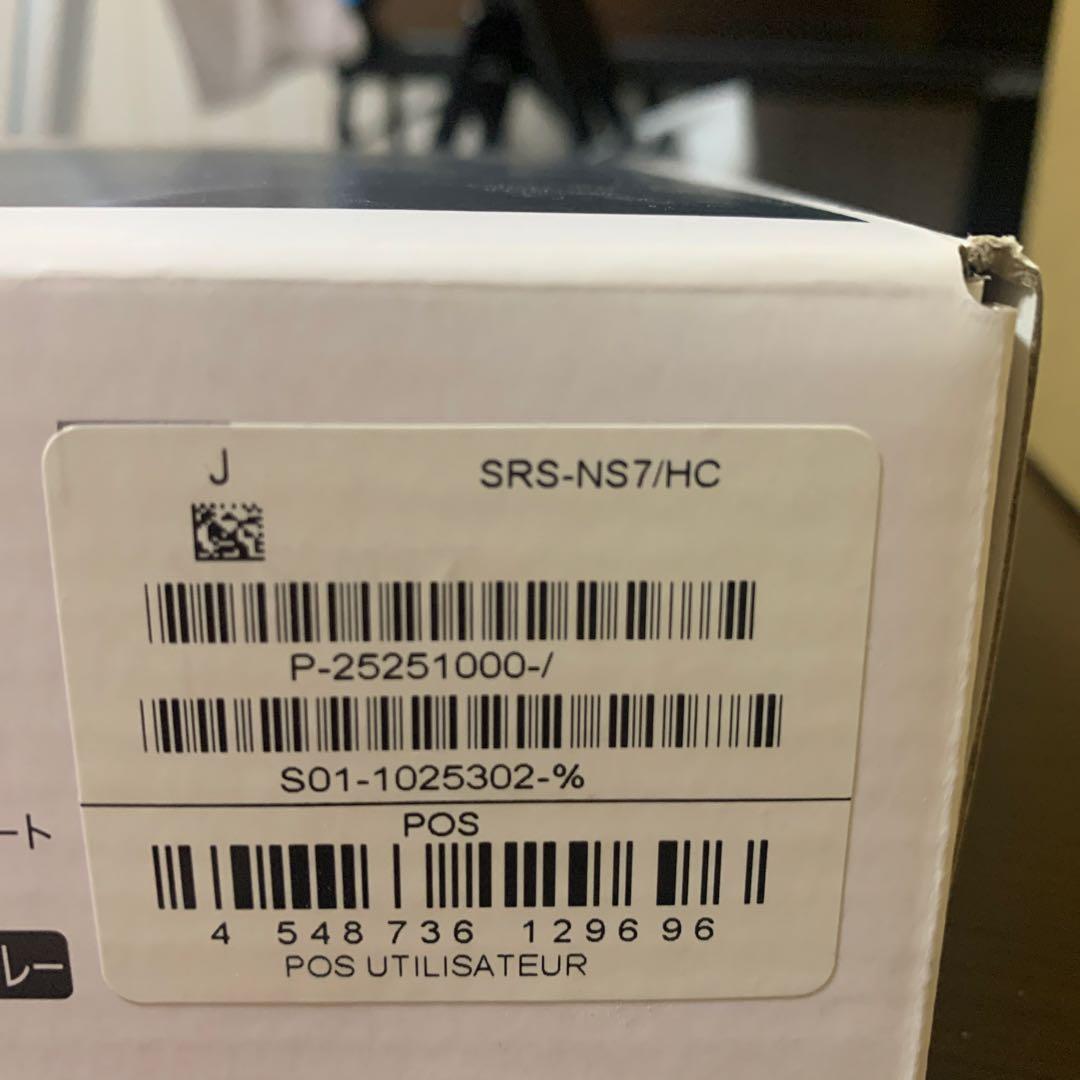 J
SRS-NS7/HC
P-25251000-/
S01-1025302-%
POS
ート
4 548736 129696
レー
POS UTILISATEUR